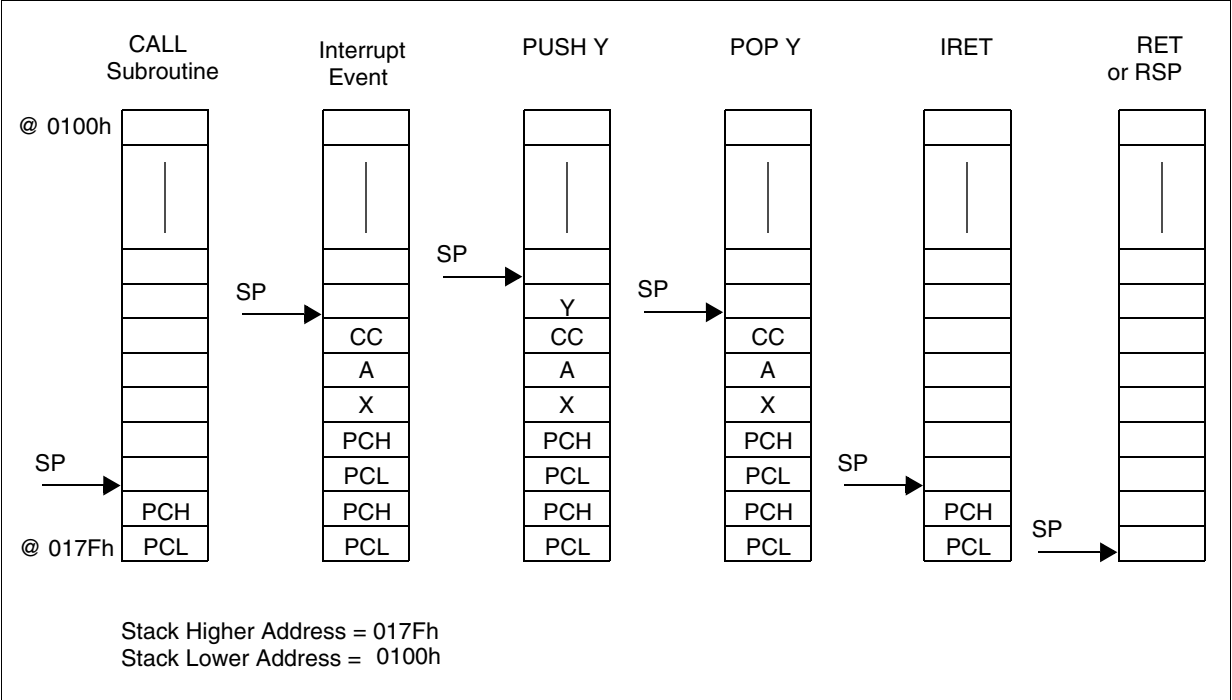 CALL
Subroutine
Interrupt
Event
PUSH Y
POP Y
IRET
RET
or RSP
@ 0100h
SP
SP
Y
SP
CC
CC
CC
A
A
A
X
X
X
PCH
PCH
PCH
SP
PCL
PCL
PCL
SP
PCH
PCH
PCH
PCH
PCH
SP
@ 017Fh
PCL
PCL
PCL
PCL
PCL
Stack Higher Address = 017Fh
Stack Lower Address = 0100h